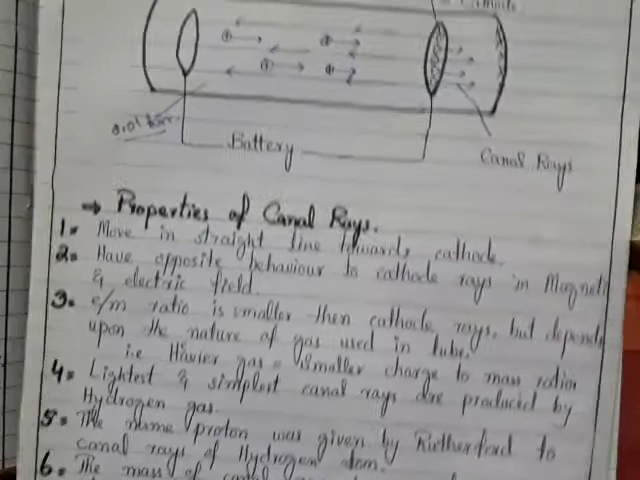 0.01 torr.
Battery
Canal Rays
→ Properties of Canal Rays.
1= Move in straight line towards cathode.
2= Have opposite behaviour to cathode rays in Magnetic
& electric field.
3= e/m ratio is smaller then cathode rays, but depends
upon the nature of gas used in tube.
i.e Havier gas = smaller charge to mass ratio
4= Lightest & simplest canal rays are produced by
Hydrogen gas.
5= The name proton was given by Rutherford to
canal rays of Hydrogen atom.
6= The mass of canal